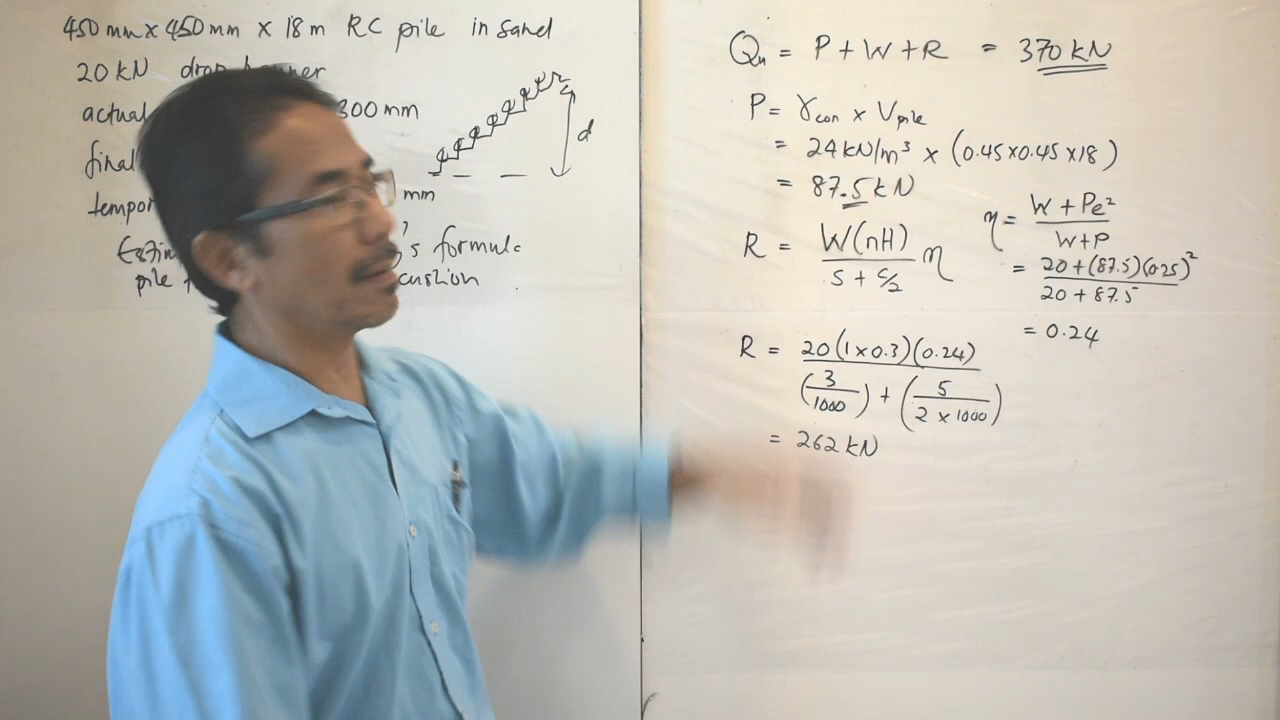 450 mm x 450 mm x 18 m RC pile in sand
20 kN drop hammer
actual 300 mm
final
d
mm
's formula
pile cushion
Qu = P + W + R = 370 kN
P = γcon x Vpile
= 24 kN/m³ x (0.45 x 0.45 x 18)
= 87.5 kN
R = W(nH) / s + c/2 η
η = W + Pe² / W+P
= 20 + (87.5)(0.25)² / 20 + 87.5
= 0.24
R = 20(1 x 0.3)(0.24) / (3/1000) + (5/2 x 1000)
= 262 kN